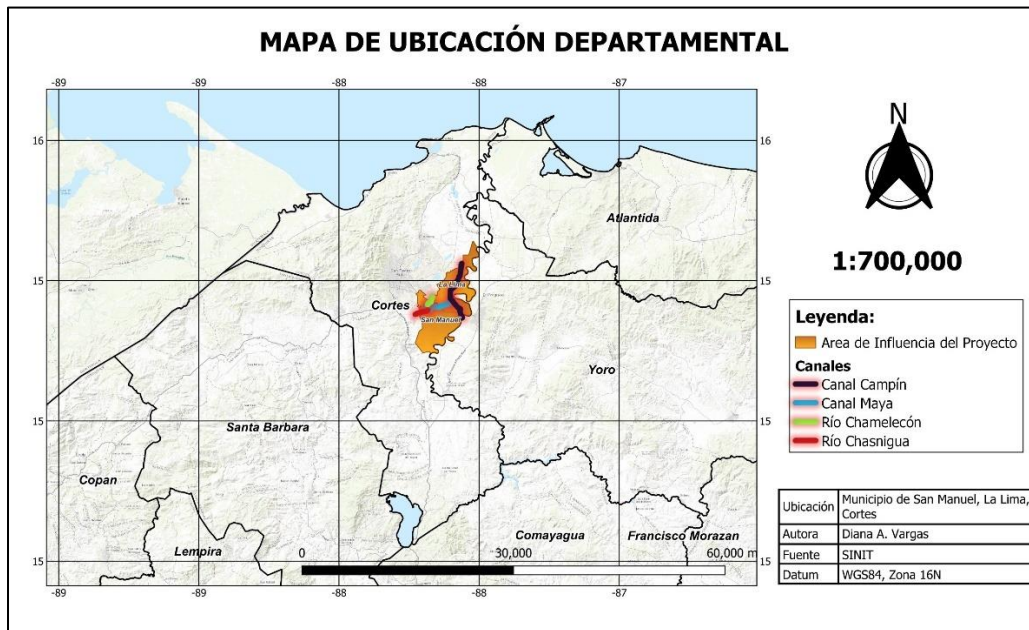 MAPA DE UBICACIÓN DEPARTAMENTAL
-89 -89 -88 -88 -87
16 16
Atlantida
15 15
La Lima
Cortes
San Manuel
Yoro
15 15
Santa Barbara
Copan
Lempira
Comayagua
Francisco Morazan
0 30,000 60,000 m
15 15
-89 -89 -88 -88 -87
N
1:700,000
Leyenda:
Area de Influencia del Proyecto
Canales
Canal Campín
Canal Maya
Río Chamelecón
Río Chasnigua
Ubicación Municipio de San Manuel, La Lima,
Cortes
Autora Diana A. Vargas
Fuente SINIT
Datum WGS84, Zona 16N